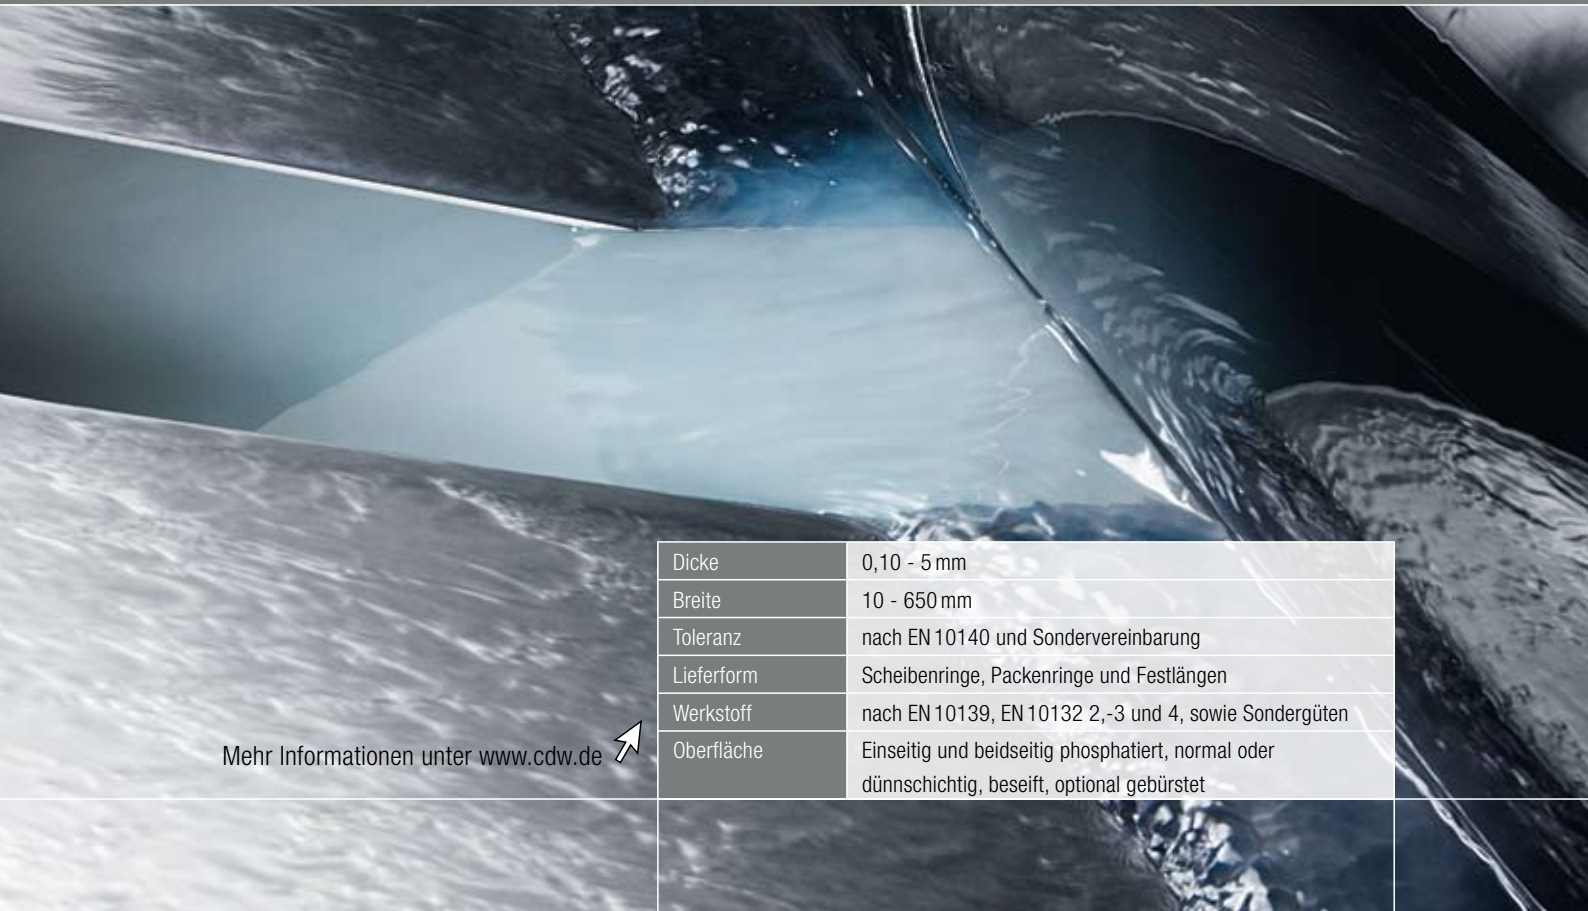 Dicke 0,10 - 5 mm
Breite 10 - 650 mm
Toleranz nach EN 10140 und Sondervereinbarung
Lieferform Scheibenringe, Packenringe und Festlängen
Werkstoff nach EN 10139, EN 10132 2,-3 und 4, sowie Sondergüten
Oberfläche Einseitig und beidseitig phosphatiert, normal oder
dünnschichtig, beseift, optional gebürstet
Mehr Informationen unter www.cdw.de